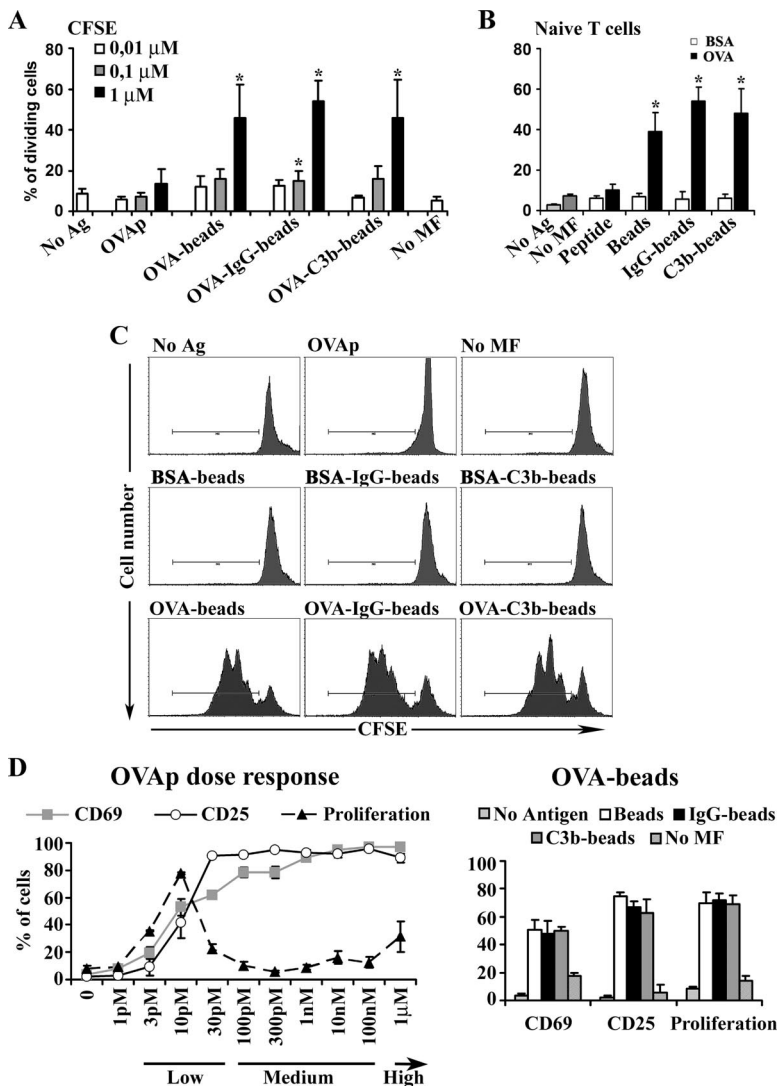 A
CFSE
80
60
40
20
0
% of dividing cells
0,01 µM
0,1 µM
1 µM
*
*
*
*
No Ag
OVAp
OVA-beads
OVA-IgG-beads
OVA-C3b-beads
No MF
B
Naive T cells
BSA
OVA
80
60
40
20
0
*
*
*
No Ag
No MF
Peptide
Beads
IgG-beads
C3b-beads
C
Cell number
No Ag
OVAp
No MF
BSA-beads
BSA-IgG-beads
BSA-C3b-beads
OVA-beads
OVA-IgG-beads
OVA-C3b-beads
CFSE
D
OVAp dose response
CD69
CD25
Proliferation
% of cells
100
80
60
40
20
0
0
1pM
3pM
10pM
30pM
100pM
300pM
1nM
10nM
100nM
1µM
Low
Medium
High
OVA-beads
No Antigen
Beads
IgG-beads
C3b-beads
No MF
100
80
60
40
20
0
CD69
CD25
Proliferation